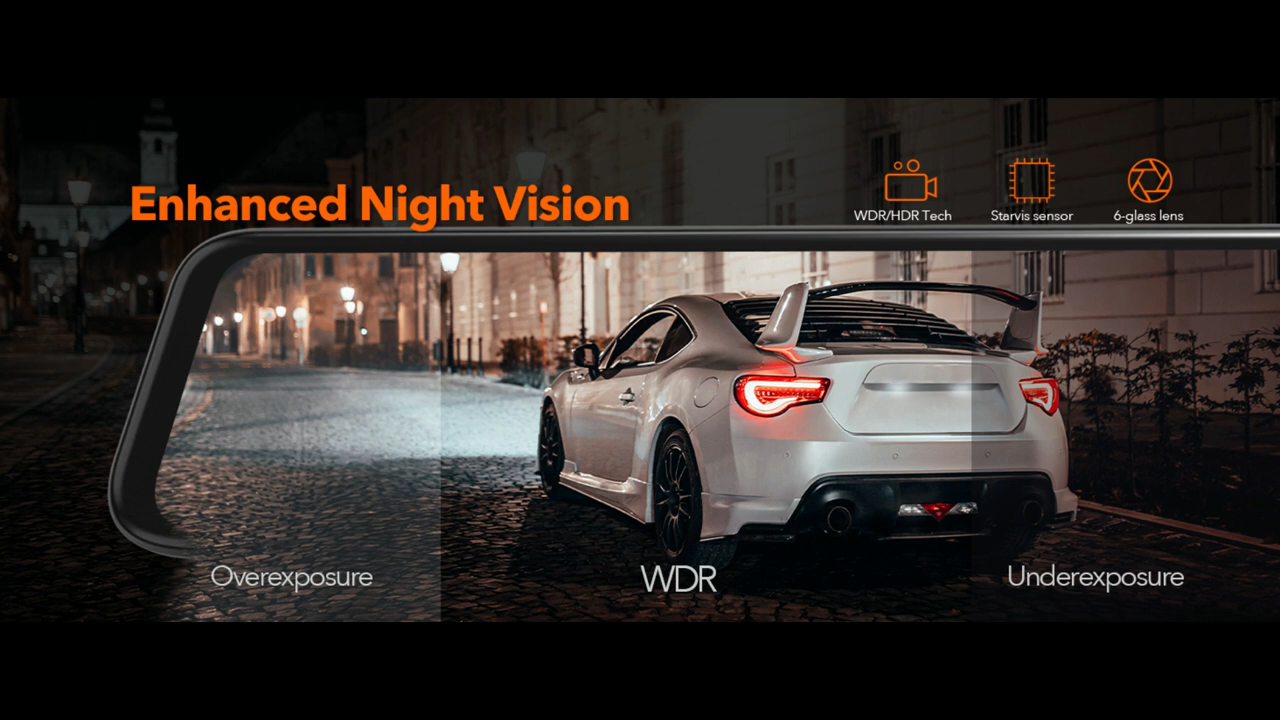 Enhanced Night Vision
WDR/HDR Tech
Starvis sensor
6-glass lens
Overexposure
WDR
Underexposure